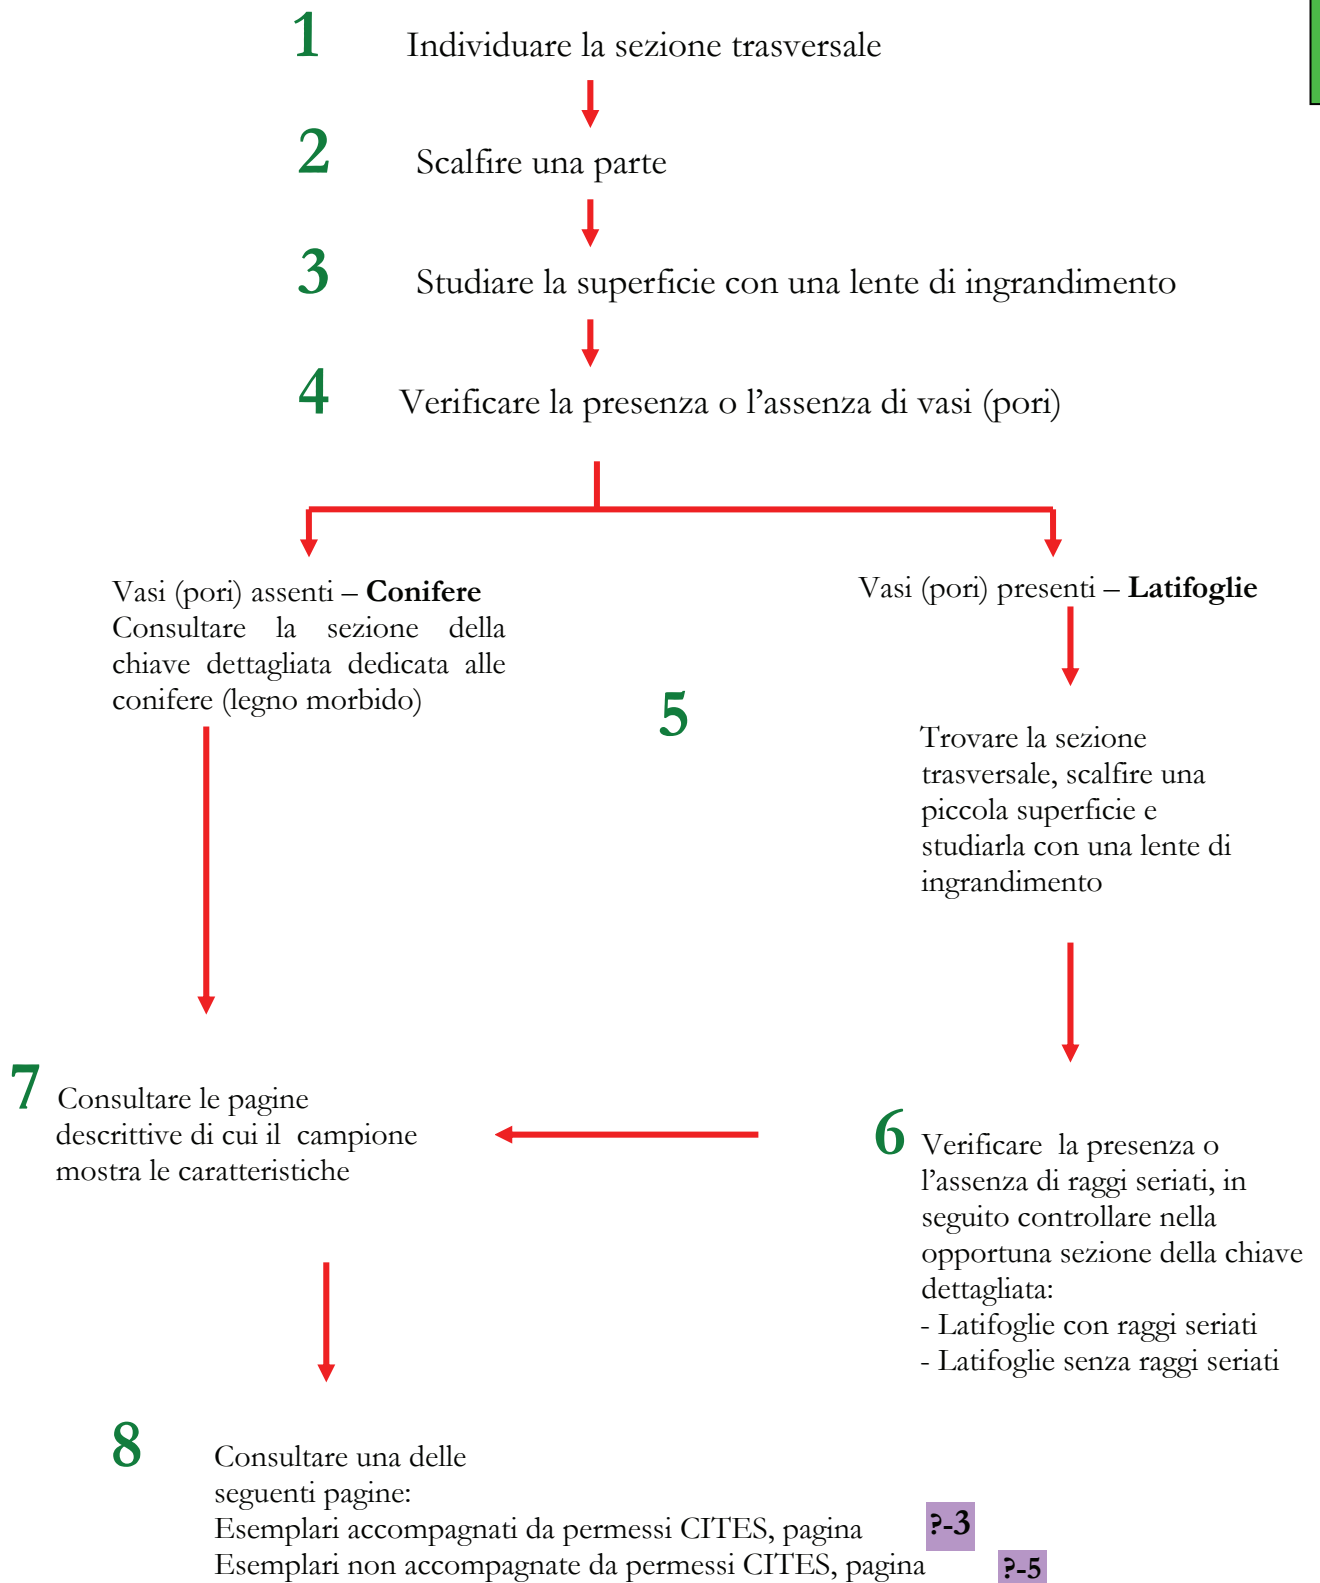 1 Individuare la sezione trasversale
2 Scalfire una parte
3 Studiare la superficie con una lente di ingrandimento
4 Verificare la presenza o l’assenza di vasi (pori)
Vasi (pori) assenti – Conifere
Consultare la sezione della
chiave dettagliata dedicata alle
conifere (legno morbido)
Vasi (pori) presenti – Latifoglie
5
Trovare la sezione
trasversale, scalfire una
piccola superficie e
studiarla con una lente di
ingrandimento
6 Verificare la presenza o
l’assenza di raggi seriati, in
seguito controllare nella
opportuna sezione della chiave
dettagliata:
- Latifoglie con raggi seriati
- Latifoglie senza raggi seriati
7 Consultare le pagine
descrittive di cui il campione
mostra le caratteristiche
8 Consultare una delle
seguenti pagine:
Esemplari accompagnati da permessi CITES, pagina ?-3
Esemplari non accompagnate da permessi CITES, pagina ?-5